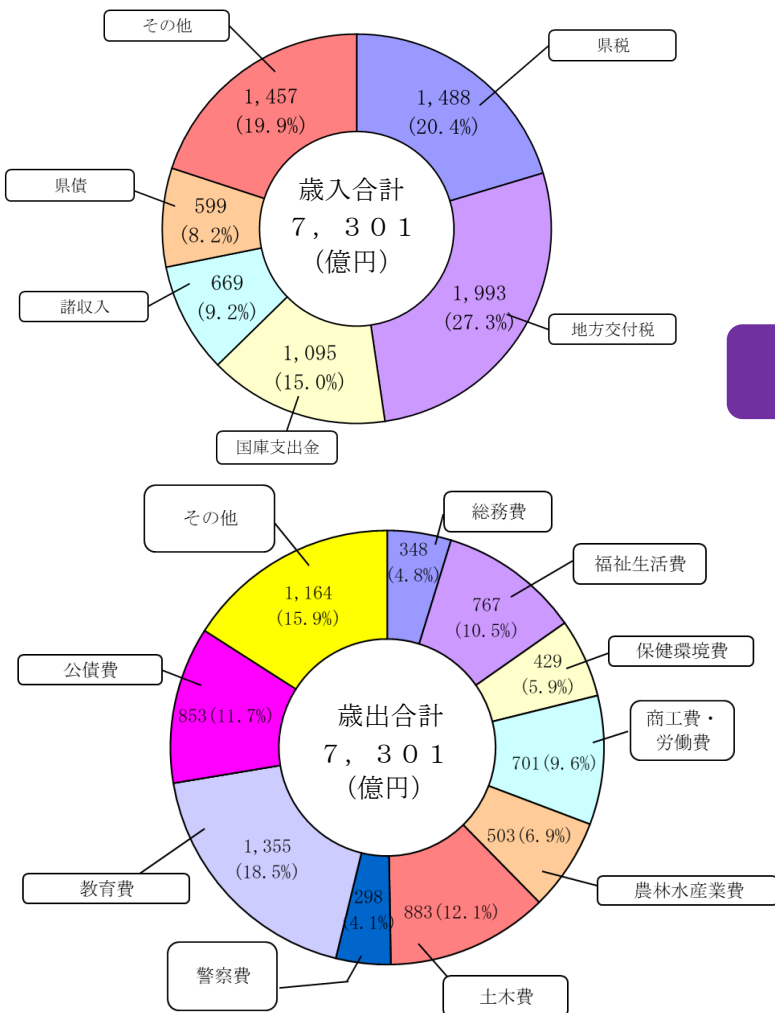 その他
県税
1,457
(19.9%)
1,488
(20.4%)
県債
599
(8.2%)
歳入合計
７，３０１
（億円）
諸収入
669
(9.2%)
1,993
(27.3%)
地方交付税
1,095
(15.0%)
国庫支出金
その他
総務費
348
(4.8%)
福祉生活費
1,164
(15.9%)
767
(10.5%)
保健環境費
429
(5.9%)
公債費
853(11.7%)
歳出合計
７，３０１
（億円）
商工費・
労働費
701(9.6%)
503(6.9%)
1,355
(18.5%)
教育費
農林水産業費
298
(4.1%)
883(12.1%)
警察費
土木費